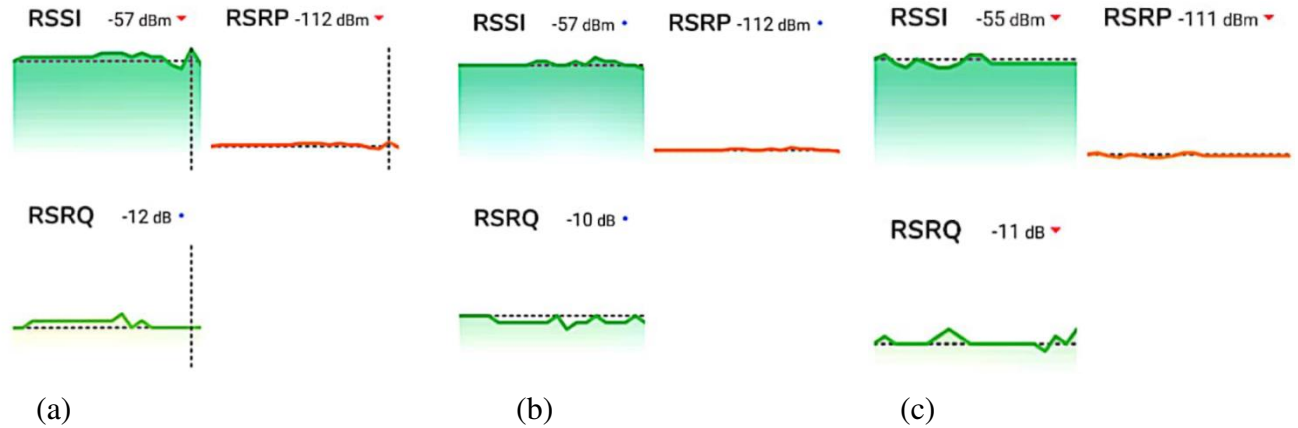 RSSI -57 dBm RSRP -112 dBm
RSRQ -12 dB
(a)
RSSI -57 dBm RSRP -112 dBm
RSRQ -10 dB
(b)
RSSI -55 dBm RSRP -111 dBm
RSRQ -11 dB
(c)